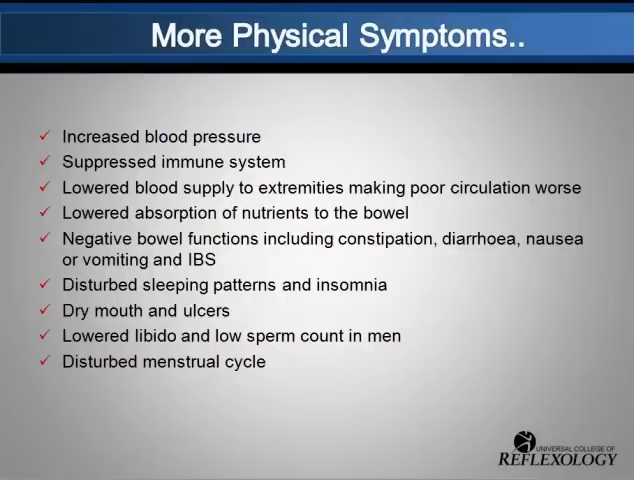 More Physical Symptoms..
Increased blood pressure
Suppressed immune system
Lowered blood supply to extremities making poor circulation worse
Lowered absorption of nutrients to the bowel
Negative bowel functions including constipation, diarrhoea, nausea
or vomiting and IBS
Disturbed sleeping patterns and insomnia
Dry mouth and ulcers
Lowered libido and low sperm count in men
Disturbed menstrual cycle
UNIVERSAL COLLEGE OF
REFLEXOLOGY